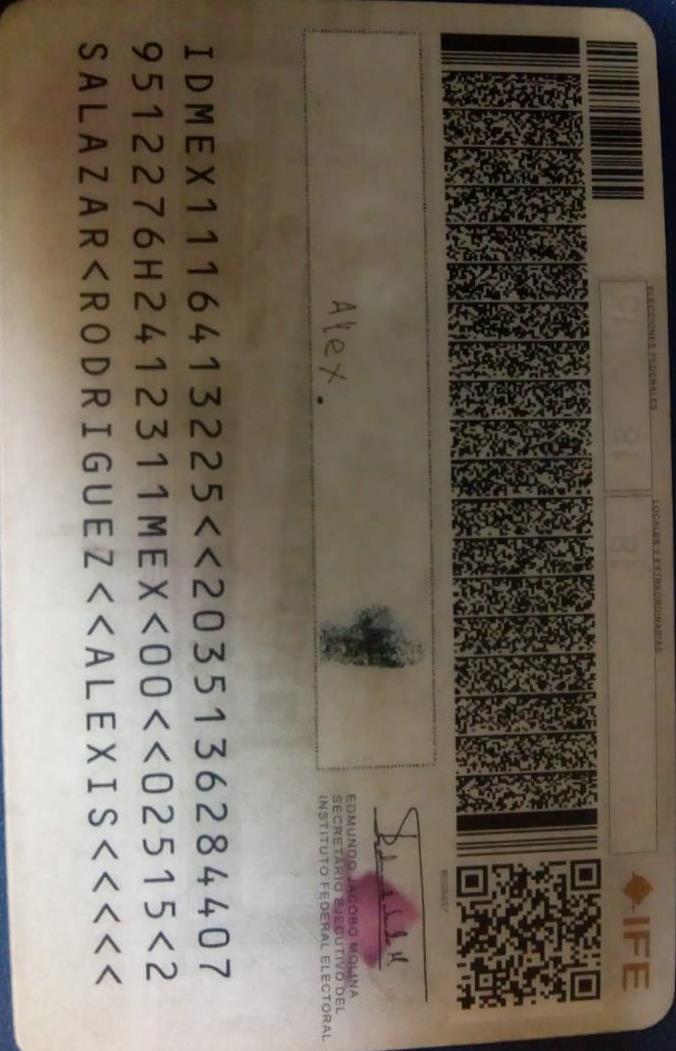 ELECCIONES FEDERALES
LOCALES Y EXTRAORDINARIAS
IFE
EDMUNDO JACOBO MOLINA
SECRETARIO EJECUTIVO DEL
INSTITUTO FEDERAL ELECTORAL
Alex.
IDMEX1116413225<<2035136284407
9512276H2412311MEX<00<<02515<2
SALAZAR<RODRIGUEZ<<ALEXIS<<<<<